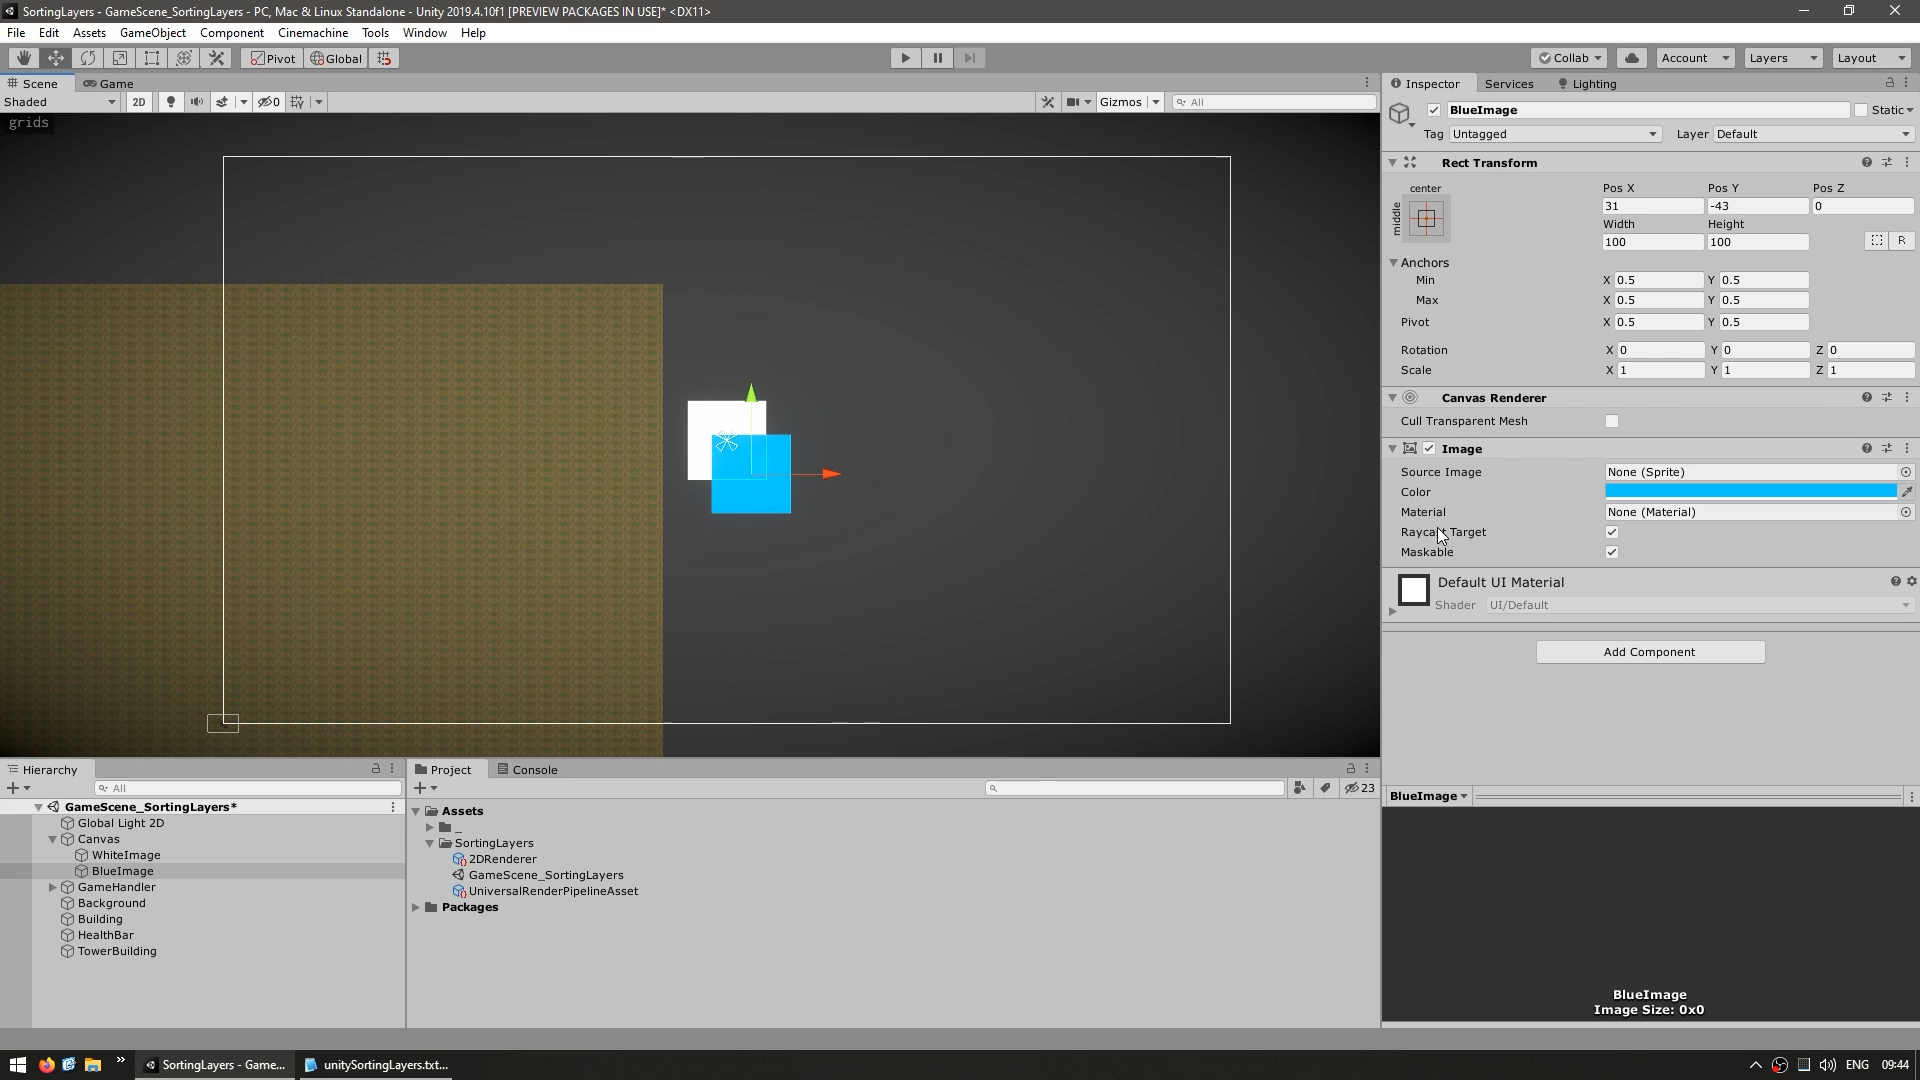 SortingLayers - GameScene_SortingLayers - PC, Mac & Linux Standalone - Unity 2019.4.10f1 [PREVIEW PACKAGES IN USE]* <DX11>
File Edit Assets GameObject Component Cinemachine Tools Window Help
Pivot Global Collab Account Layers Layout
Scene Game
Shaded 2D 0 Gizmos All
grids
Inspector Services Lighting
BlueImage Static
Tag Untagged Layer Default
Rect Transform
center
middle
Pos X Pos Y Pos Z
31 -43 0
Width Height
100 100
R
Anchors
Min X 0.5 Y 0.5
Max X 0.5 Y 0.5
Pivot X 0.5 Y 0.5
Rotation X 0 Y 0 Z 0
Scale X 1 Y 1 Z 1
Canvas Renderer
Cull Transparent Mesh
Image
Source Image None (Sprite)
Color
Material None (Material)
Raycast Target
Maskable
Default UI Material
Shader UI/Default
Add Component
BlueImage
BlueImage
Image Size: 0x0
Hierarchy
All
GameScene_SortingLayers*
Global Light 2D
Canvas
WhiteImage
BlueImage
GameHandler
Background
Building
HealthBar
TowerBuilding
Project Console
23
Assets
_
SortingLayers
2DRenderer
GameScene_SortingLayers
UniversalRenderPipelineAsset
Packages
SortingLayers - Game... unitySortingLayers.txt... ENG 09:44